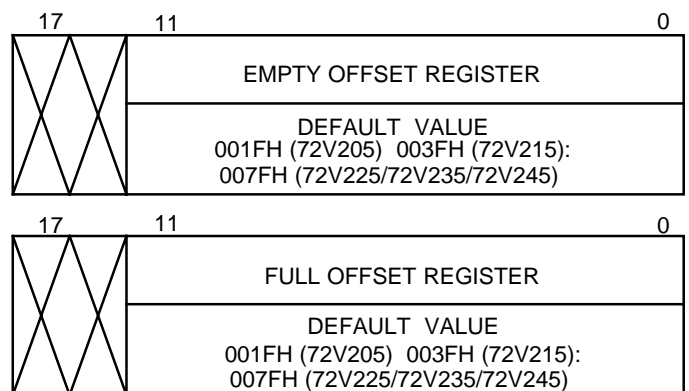 17 11 0
EMPTY OFFSET REGISTER
DEFAULT VALUE
001FH (72V205) 003FH (72V215):
007FH (72V225/72V235/72V245)
17 11 0
FULL OFFSET REGISTER
DEFAULT VALUE
001FH (72V205) 003FH (72V215):
007FH (72V225/72V235/72V245)